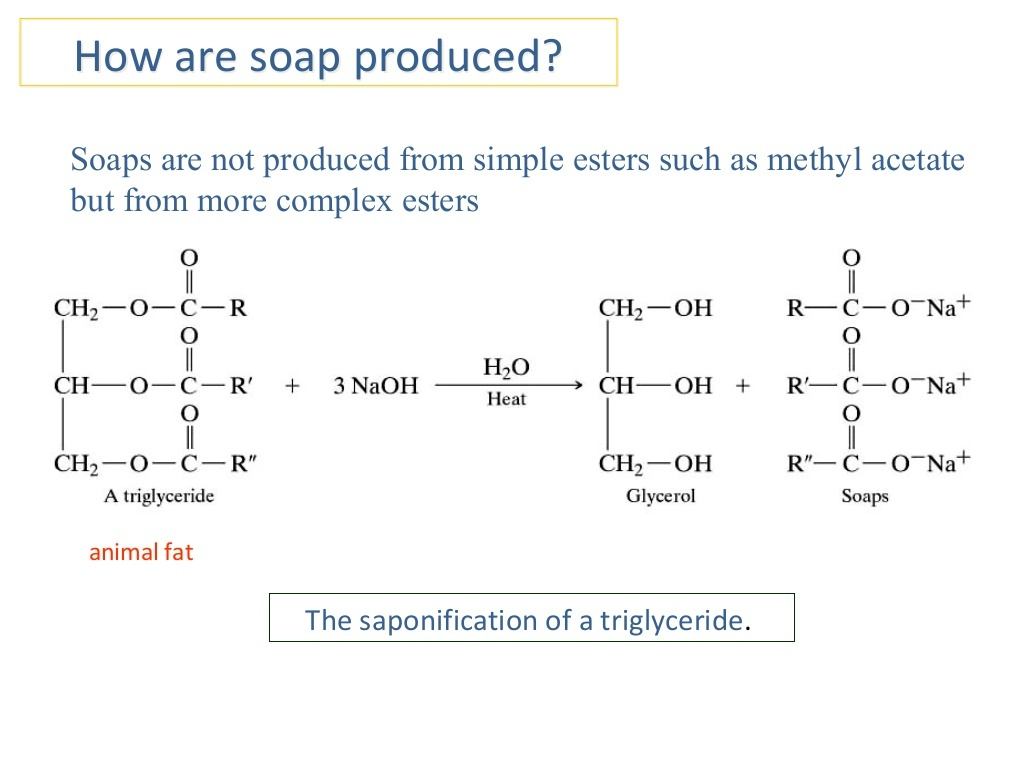 How are soap produced?
Soaps are not produced from simple esters such as methyl acetate
but from more complex esters
O O
CH₂—O—C—R CH₂—OH R—C—O⁻Na⁺
O O
H₂O
CH—O—C—R′ + 3 NaOH CH—OH + R′—C—O⁻Na⁺
Heat
O O
CH₂—O—C—R″ CH₂—OH R″—C—O⁻Na⁺
A triglyceride Glycerol Soaps
animal fat
The saponification of a triglyceride.